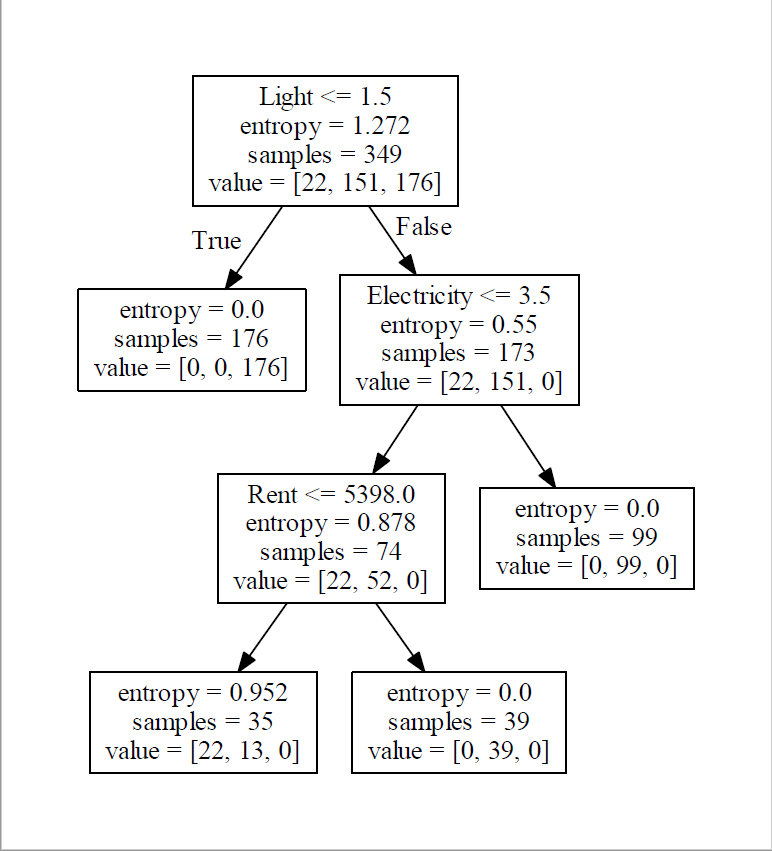 Light <= 1.5
entropy = 1.272
samples = 349
value = [22, 151, 176]
True
False
entropy = 0.0
samples = 176
value = [0, 0, 176]
Electricity <= 3.5
entropy = 0.55
samples = 173
value = [22, 151, 0]
Rent <= 5398.0
entropy = 0.878
samples = 74
value = [22, 52, 0]
entropy = 0.0
samples = 99
value = [0, 99, 0]
entropy = 0.952
samples = 35
value = [22, 13, 0]
entropy = 0.0
samples = 39
value = [0, 39, 0]